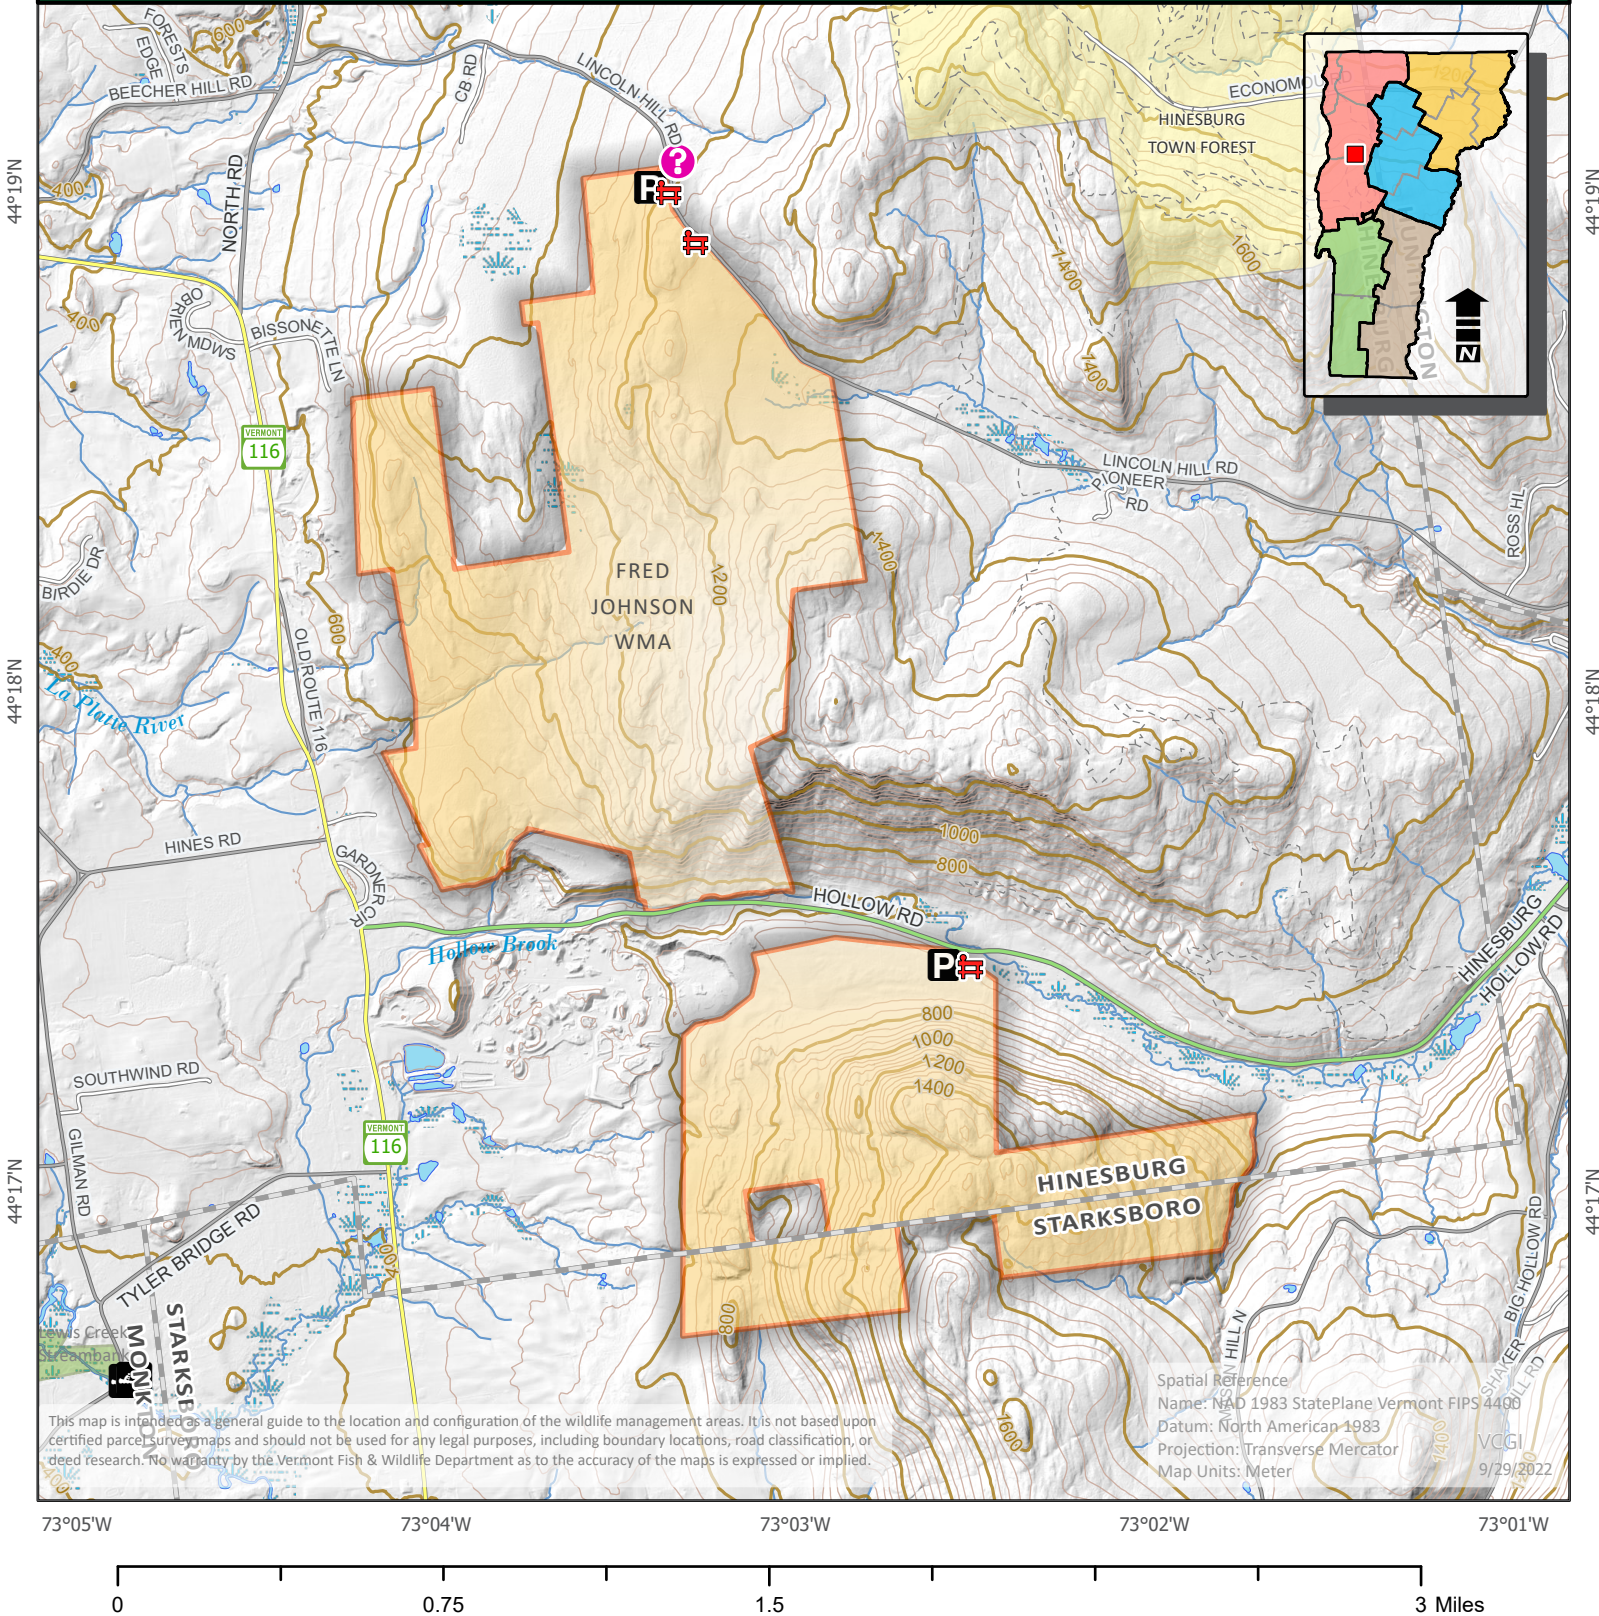 FORESTS
EDGE
600
BEECHER HILL RD
CB RD
LINCOLN HILL RD
ECONOMOU RD
1200
HINESBURG
TOWN FOREST
44°19'N
44°19'N
400
NORTH RD
?
P
1400
1600
400
OBRIEN MDWS
BISSONETTE LN
1400
N
VERMONT
116
LINCOLN HILL RD
PIONEER
RD
ROSS HL
BIRDIE DR
1400
FRED
JOHNSON
WMA
1200
600
OLD ROUTE 116
400
La Platte River
44°18'N
44°18'N
HINES RD
GARDNER CIR
1000
800
HOLLOW RD
HINESBURG
HOLLOW RD
Hollow Brook
P
800
1000
1200
1400
SOUTHWIND RD
GILMAN RD
VERMONT
116
44°17'N
44°17'N
HINESBURG
STARKSBORO
TYLER BRIDGE RD
400
800
BIG HOLLOW RD
Lewis Creek
Streambank
MONKTON
STARKSBORO
HILL N
SHAKER
HILL RD
1600
1400
400
Spatial Reference
Name: NAD 1983 StatePlane Vermont FIPS 4400
Datum: North American 1983
Projection: Transverse Mercator
Map Units: Meter
VCGI
9/29/2022
This map is intended as a general guide to the location and configuration of the wildlife management areas. It is not based upon
certified parcel survey maps and should not be used for any legal purposes, including boundary locations, road classification, or
deed research. No warranty by the Vermont Fish & Wildlife Department as to the accuracy of the maps is expressed or implied.
73°05'W
73°04'W
73°03'W
73°02'W
73°01'W
0
0.75
1.5
3 Miles